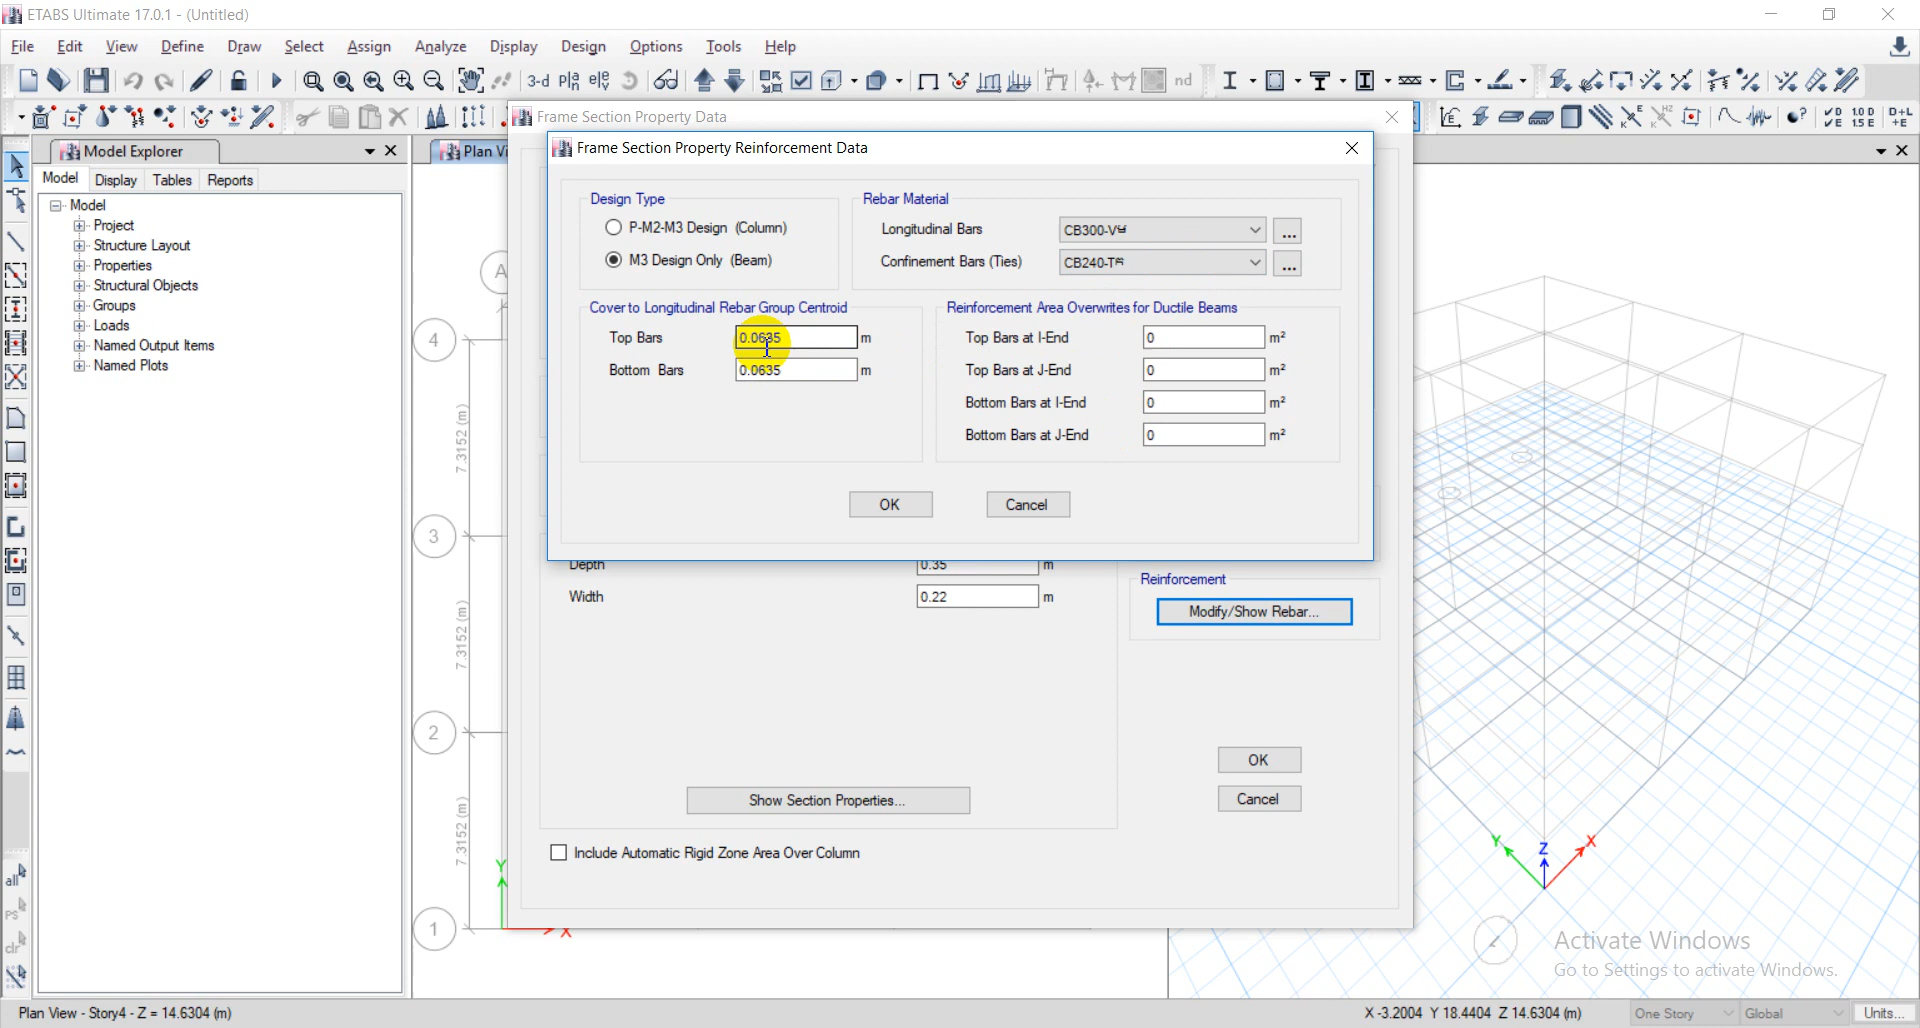 ETABS Ultimate 17.0.1 - (Untitled)
File Edit View Define Draw Select Assign Analyze Display Design Options Tools Help
3-d
nd
Model Explorer
Model Display Tables Reports
Model
Project
Structure Layout
Properties
Structural Objects
Groups
Loads
Named Output Items
Named Plots
all
ps
clr
Plan Vi
A
4
3
2
1
7.3152 (m)
7.3152 (m)
7.3152 (m)
Y
X
Frame Section Property Data
Frame Section Property Reinforcement Data
Design Type
P-M2-M3 Design (Column)
M3 Design Only (Beam)
Rebar Material
Longitudinal Bars CB300-V
...
Confinement Bars (Ties) CB240-T
...
Cover to Longitudinal Rebar Group Centroid
Top Bars 0.0635 m
Bottom Bars 0.0635 m
Reinforcement Area Overwrites for Ductile Beams
Top Bars at I-End 0 m²
Top Bars at J-End 0 m²
Bottom Bars at I-End 0 m²
Bottom Bars at J-End 0 m²
OK Cancel
Depth 0.35 m
Width 0.22 m
Reinforcement
Modify/Show Rebar...
Show Section Properties...
OK
Cancel
Include Automatic Rigid Zone Area Over Column
Y Z X
Activate Windows
Go to Settings to activate Windows.
Plan View - Story4 - Z = 14.6304 (m)
X -3.2004 Y 18.4404 Z 14.6304 (m)
One Story Global Units...